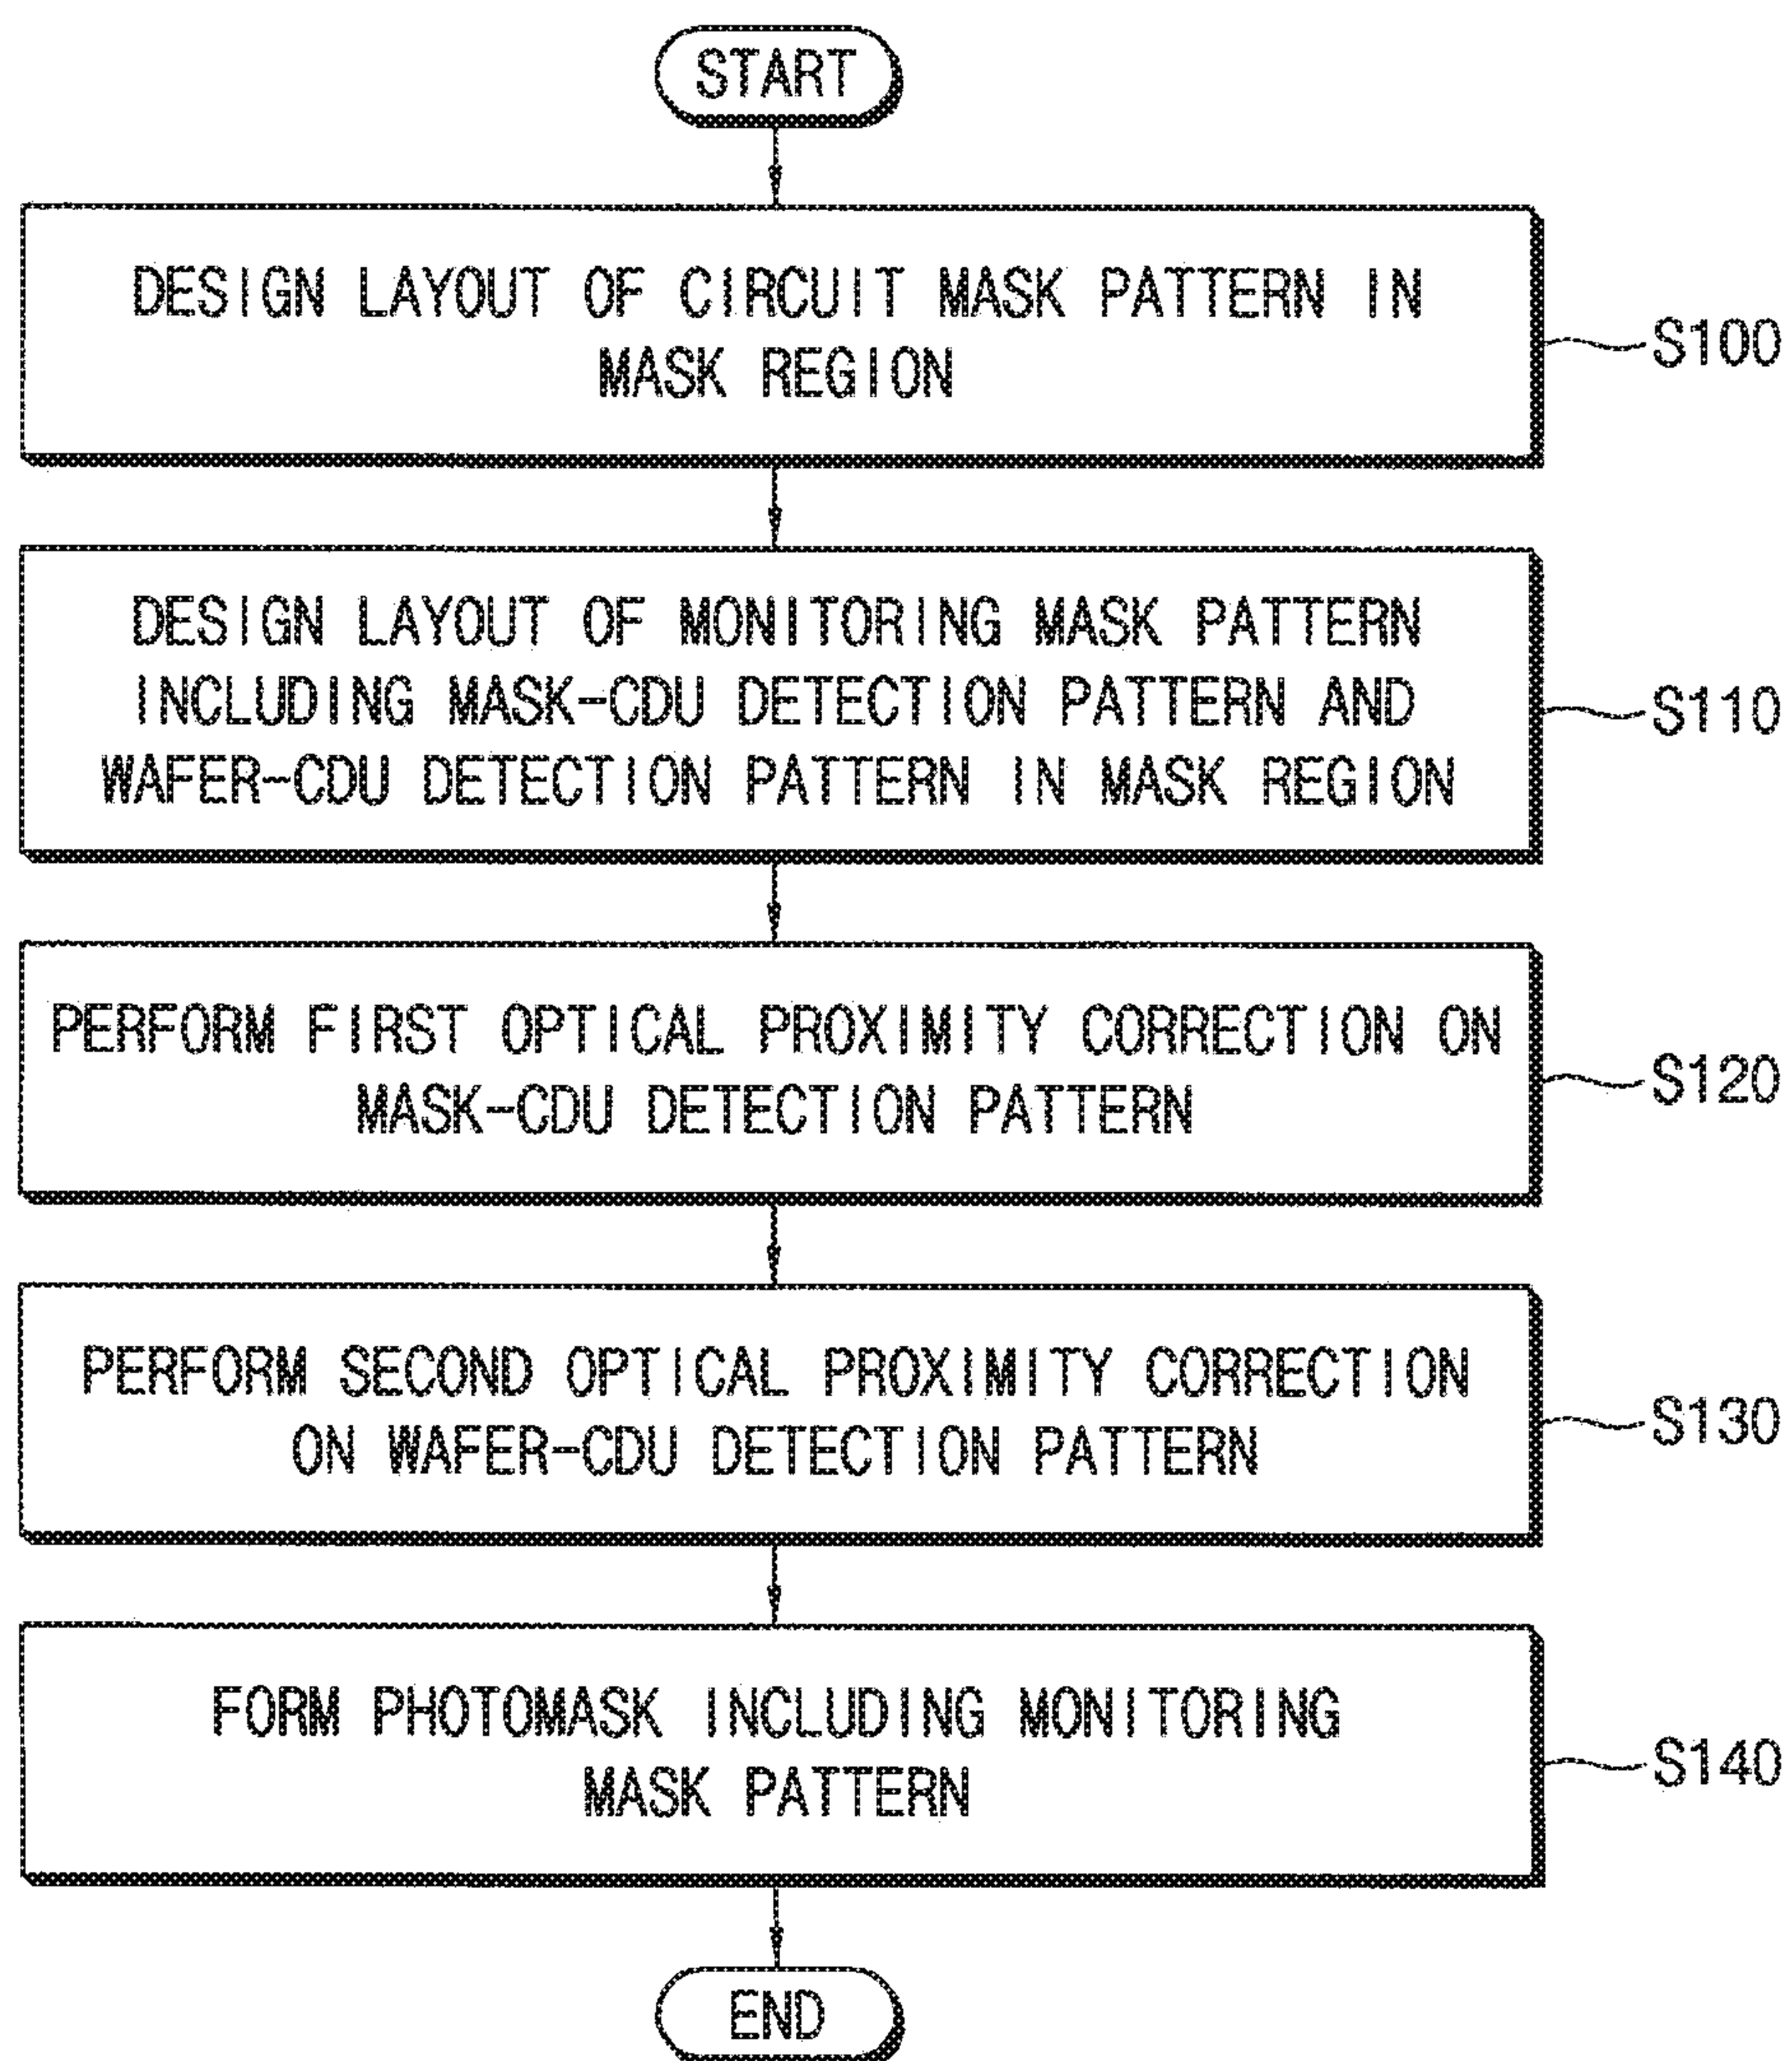 START
DESIGN LAYOUT OF CIRCUIT MASK PATTERN IN
MASK REGION
S100
DESIGN LAYOUT OF MONITORING MASK PATTERN
INCLUDING MASK-CDU DETECTION PATTERN AND
WAFER-CDU DETECTION PATTERN IN MASK REGION
S110
PERFORM FIRST OPTICAL PROXIMITY CORRECTION ON
MASK-CDU DETECTION PATTERN
S120
PERFORM SECOND OPTICAL PROXIMITY CORRECTION
ON WAFER-CDU DETECTION PATTERN
S130
FORM PHOTOMASK INCLUDING MONITORING
MASK PATTERN
S140
END